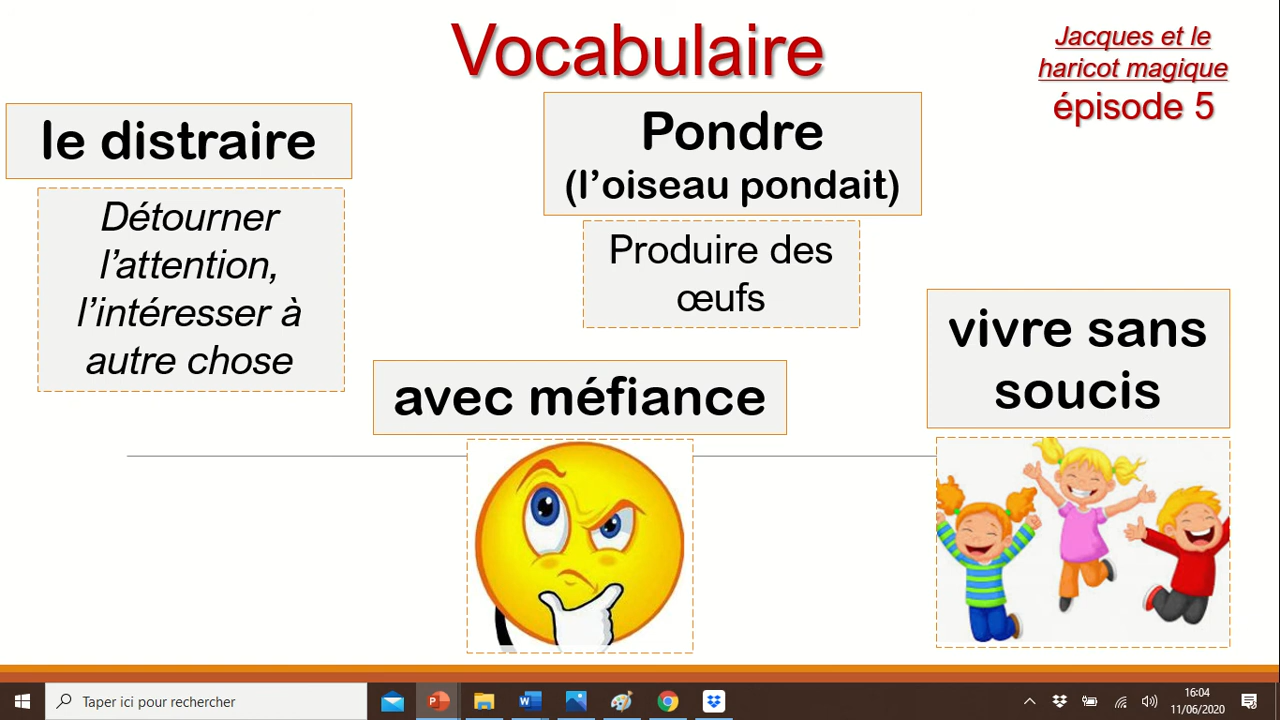 Vocabulaire
Jacques et le
haricot magique
épisode 5
le distraire
Détourner
l’attention,
l’intéresser à
autre chose
Pondre
(l’oiseau pondait)
Produire des
œufs
avec méfiance
vivre sans
soucis
Taper ici pour rechercher
16:04
11/06/2020